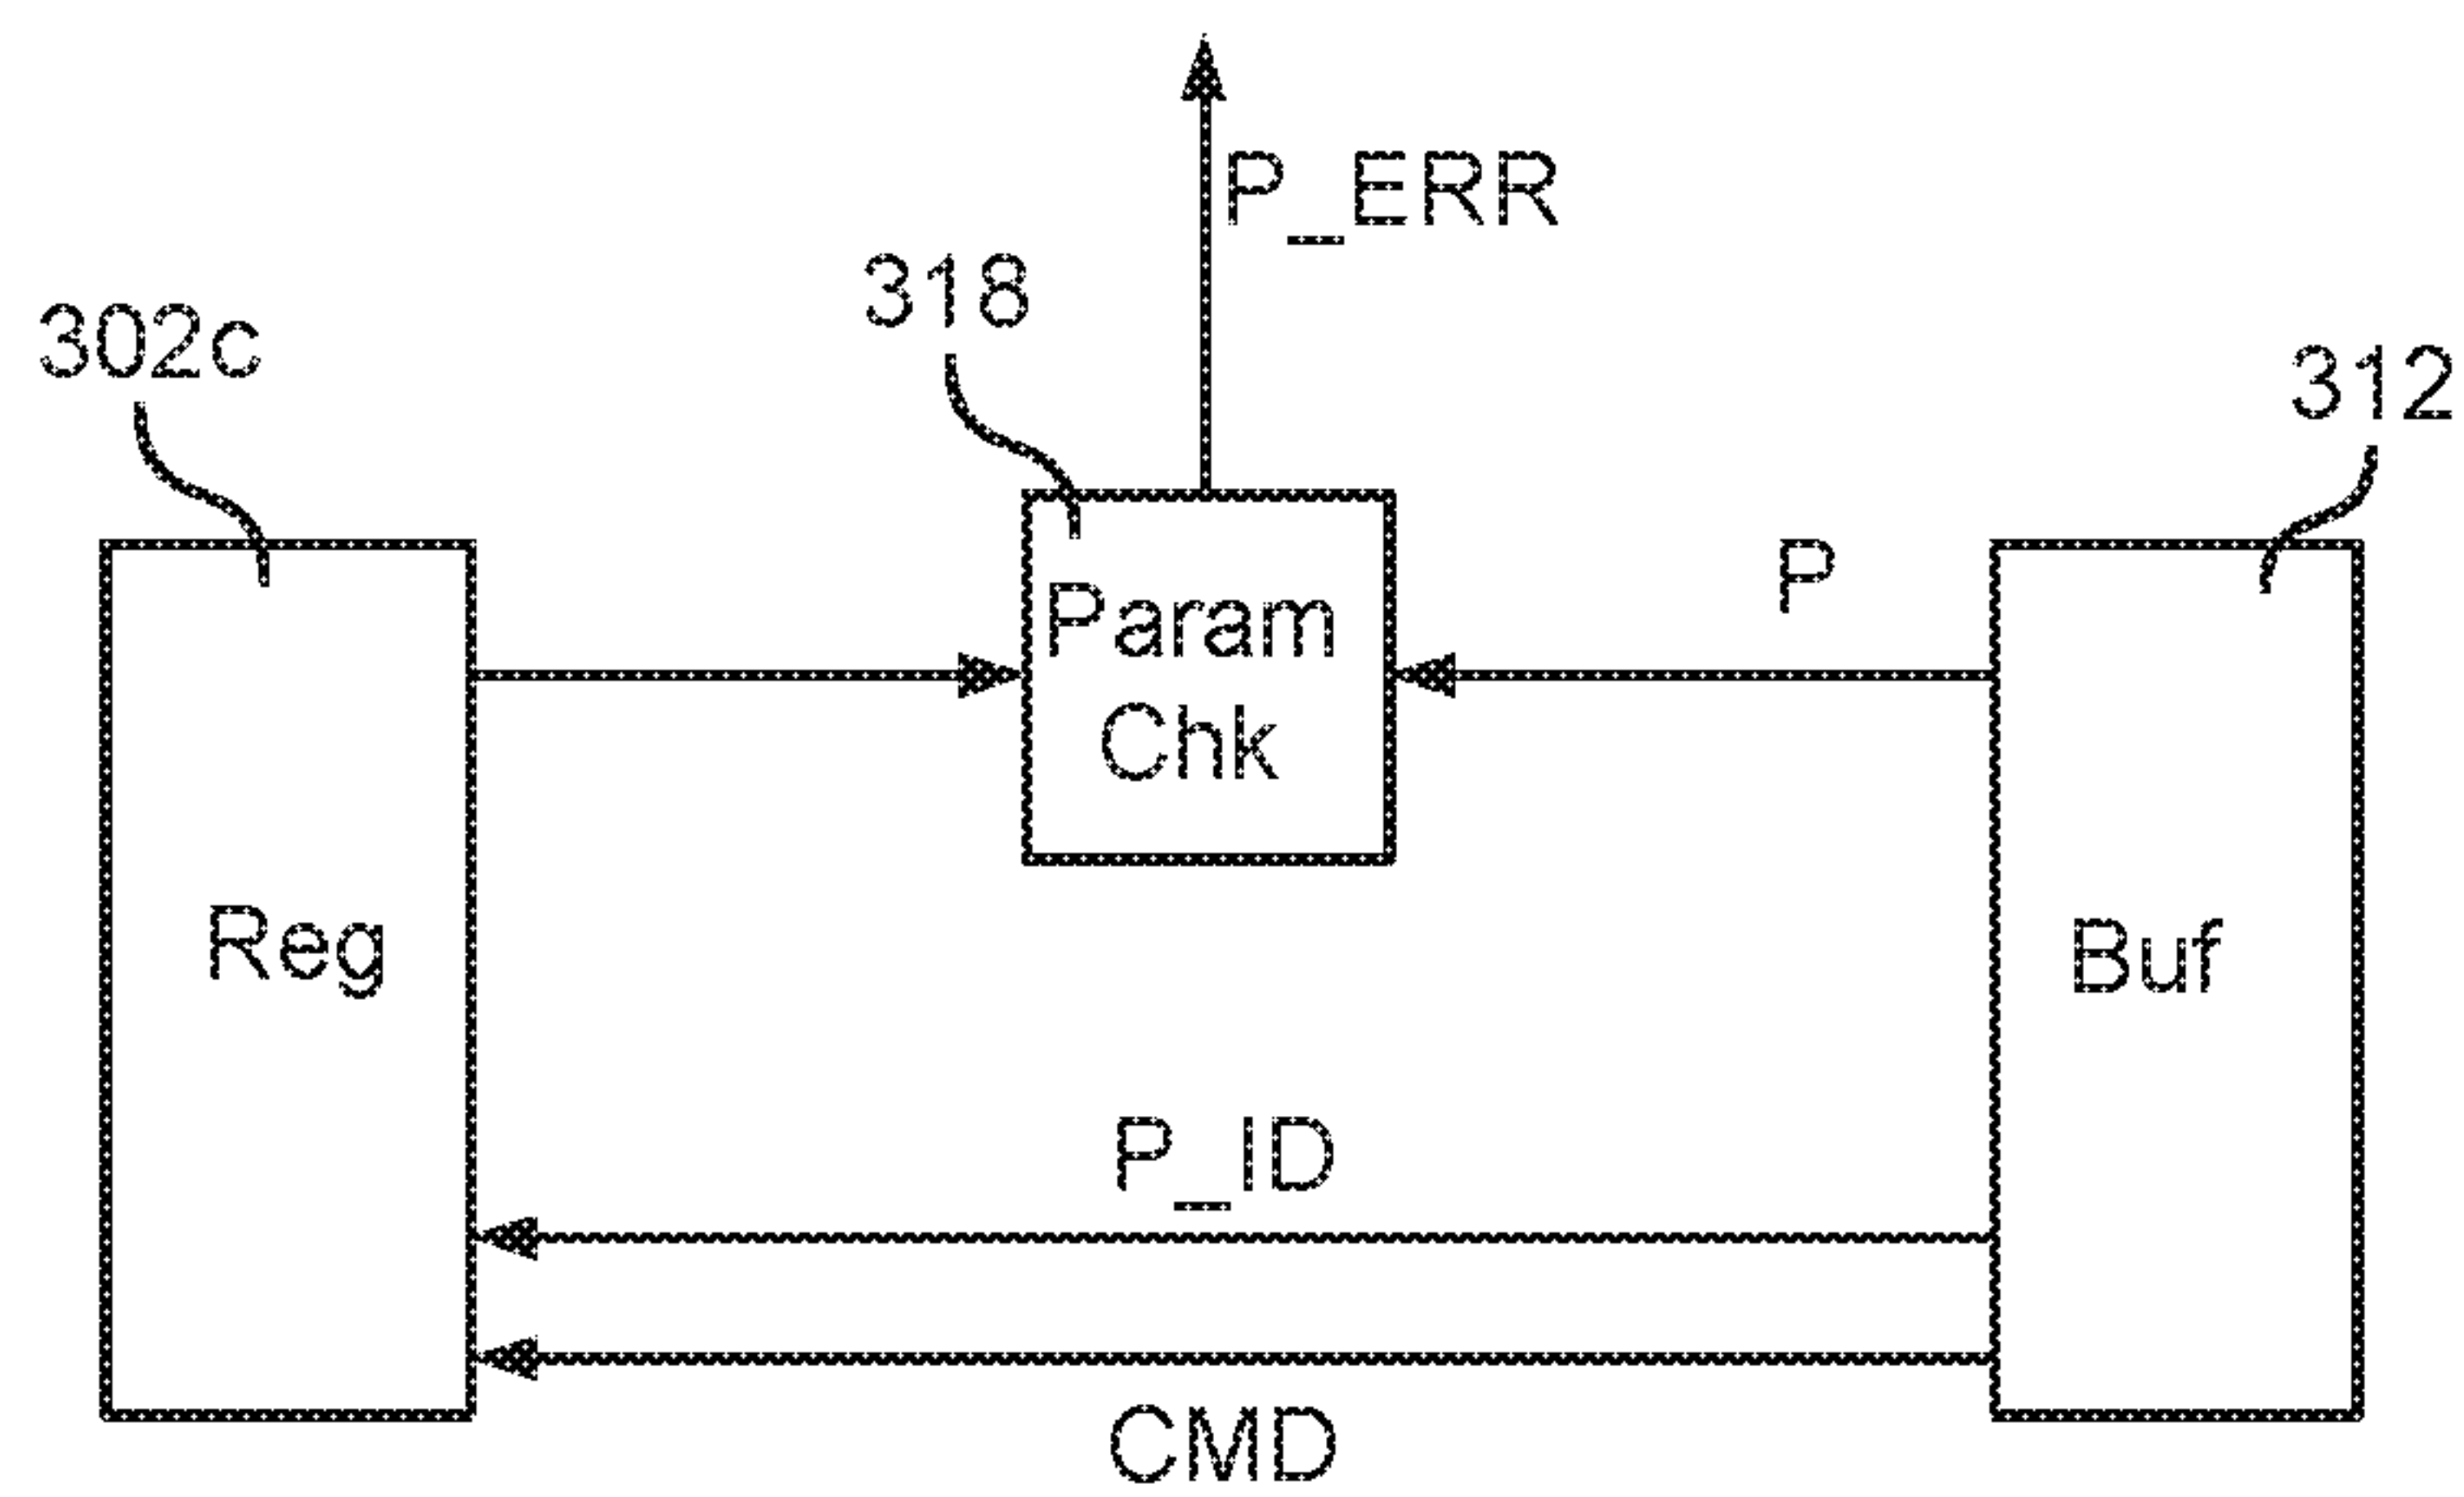 P_ERR
318
302c
312
P
Param
Chk
Reg
Buf
P_ID
CMD